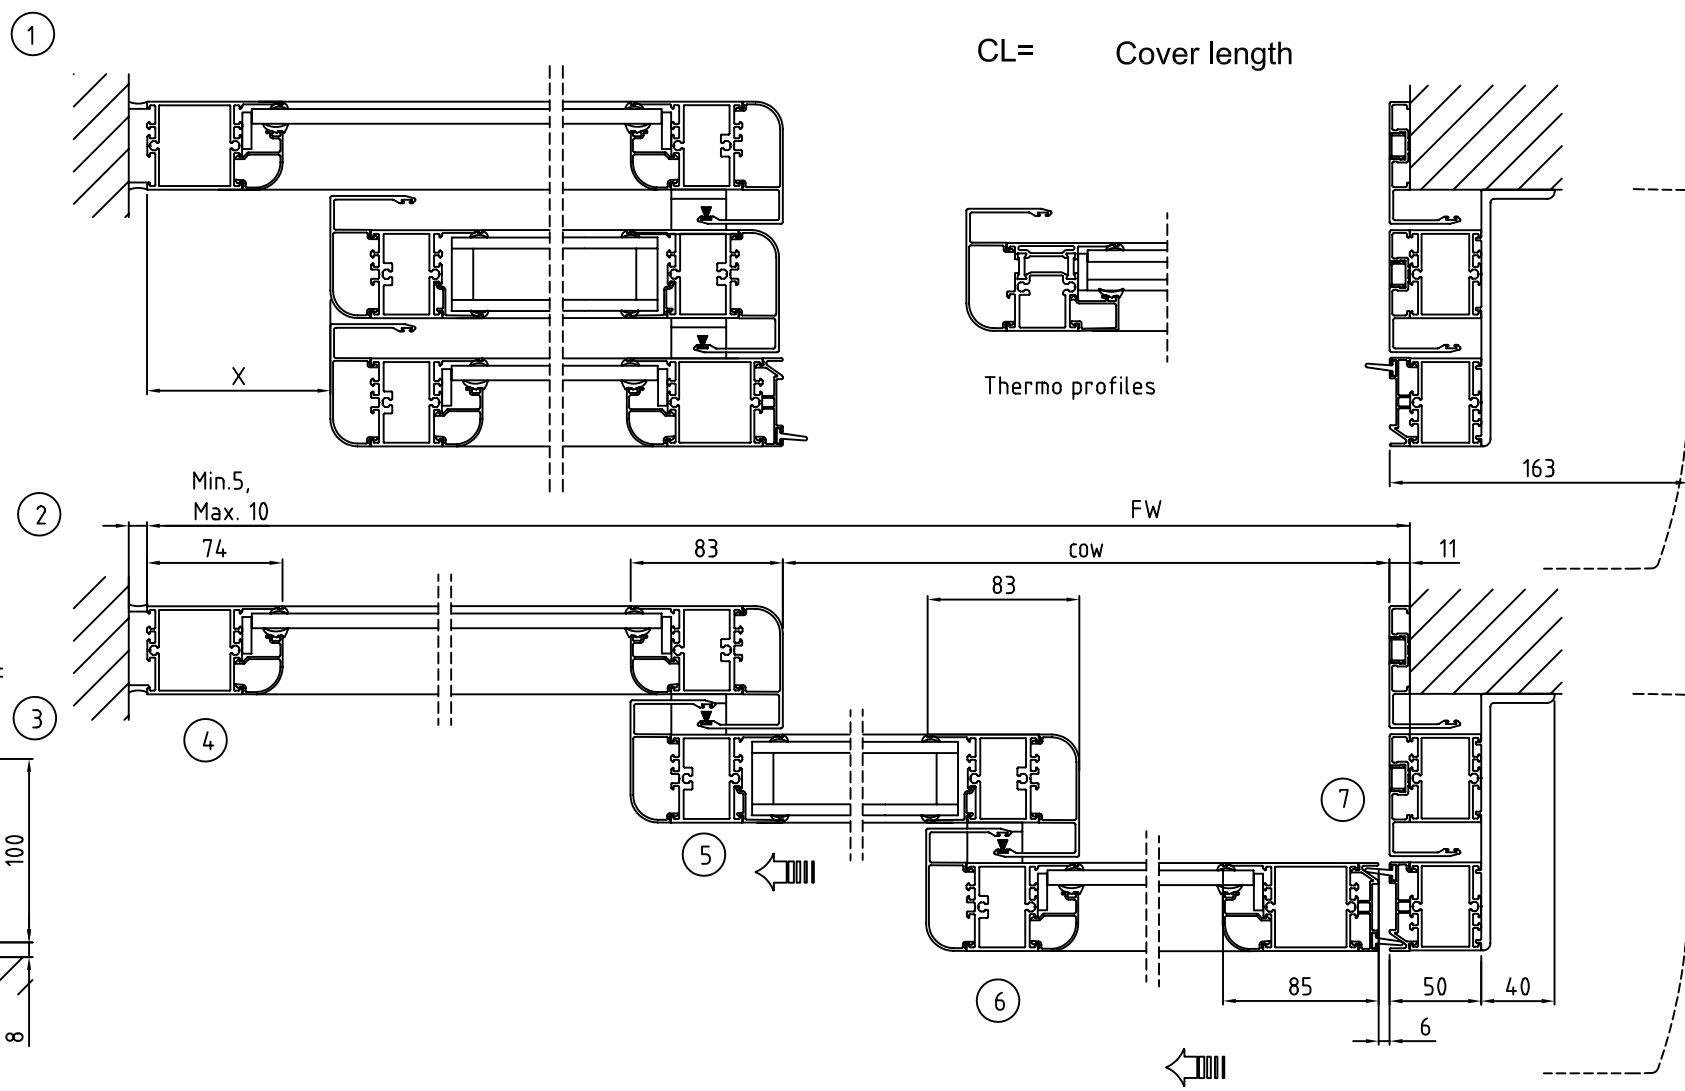 1
CL= Cover length
X
Thermo profiles
163
Min.5,
Max. 10
2
FW
74
83
cow
11
83
=
3
4
7
100
5
6
85
50
40
8
6